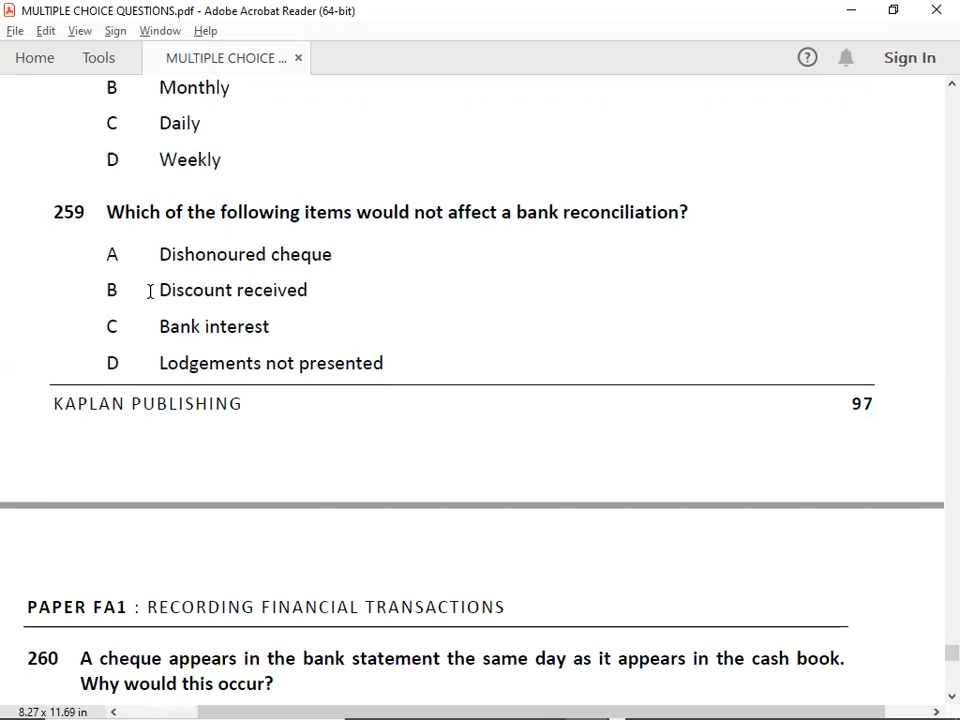 MULTIPLE CHOICE QUESTIONS.pdf - Adobe Acrobat Reader (64-bit)
File Edit View Sign Window Help
Home Tools MULTIPLE CHOICE ... × ? Sign In
B Monthly
C Daily
D Weekly
259 Which of the following items would not affect a bank reconciliation?
A Dishonoured cheque
B Discount received
C Bank interest
D Lodgements not presented
KAPLAN PUBLISHING 97
PAPER FA1 : RECORDING FINANCIAL TRANSACTIONS
260 A cheque appears in the bank statement the same day as it appears in the cash book.
Why would this occur?
8.27 x 11.69 in